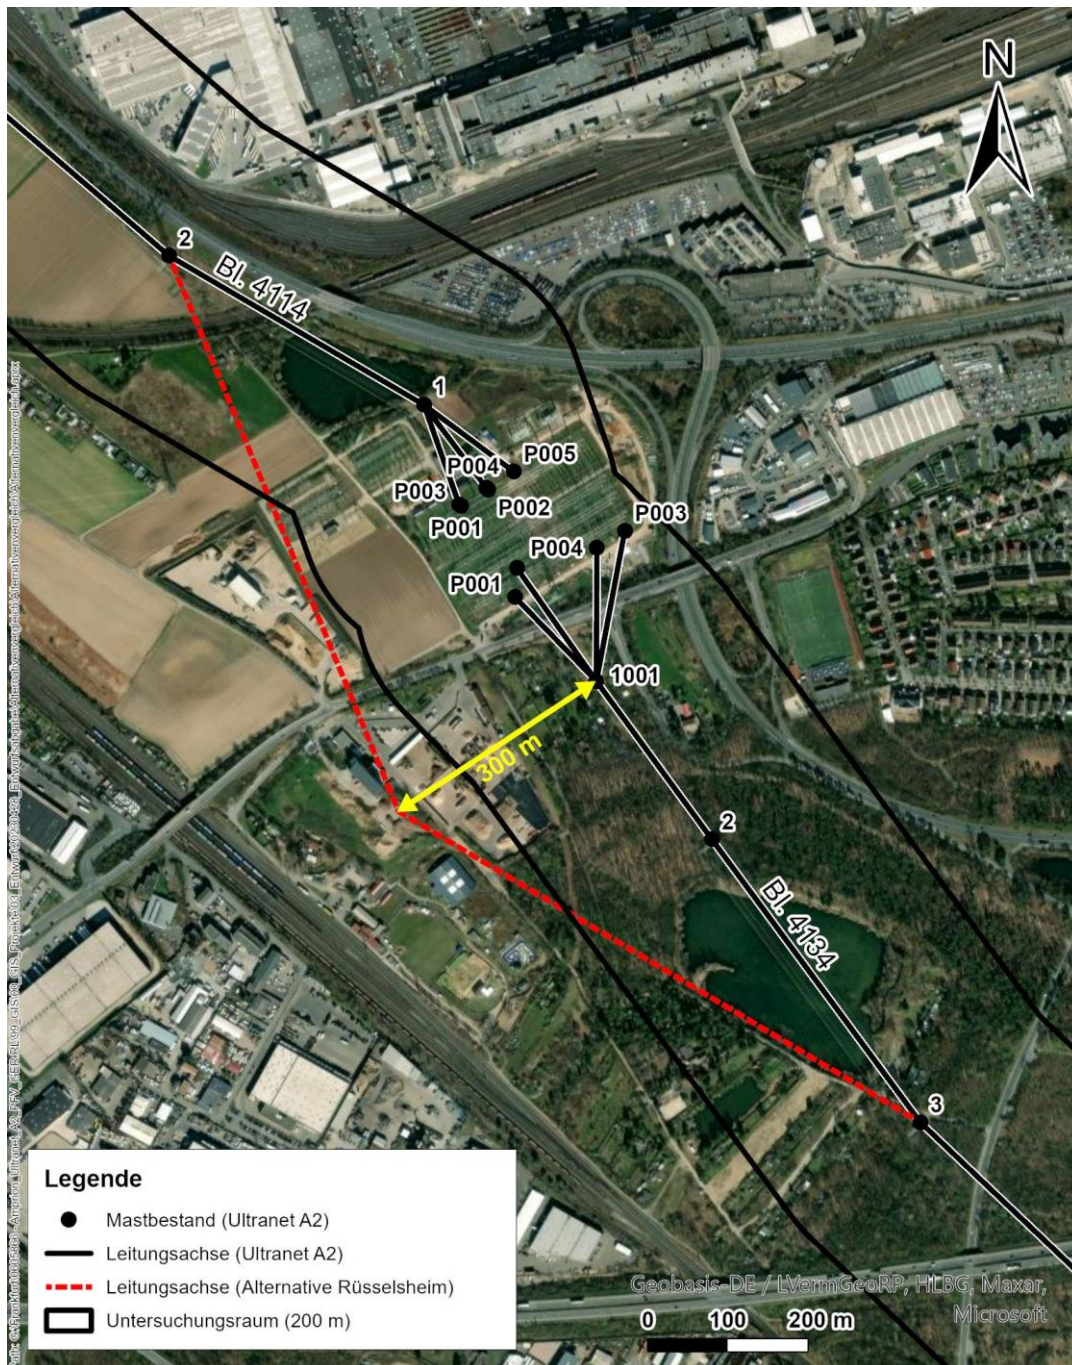 N
2
Bl. 4114
1
P004
P005
P003
P002
P001
P003
P004
P001
1001
300 m
2
Bl. 4134
3
Legende
Mastbestand (Ultranet A2)
Leitungsachse (Ultranet A2)
Leitungsachse (Alternative Rüsselsheim)
Untersuchungsraum (200 m)
Geobasis-DE / LVermGeoRP, HLBG, Maxar,
Microsoft
0 100 200 m